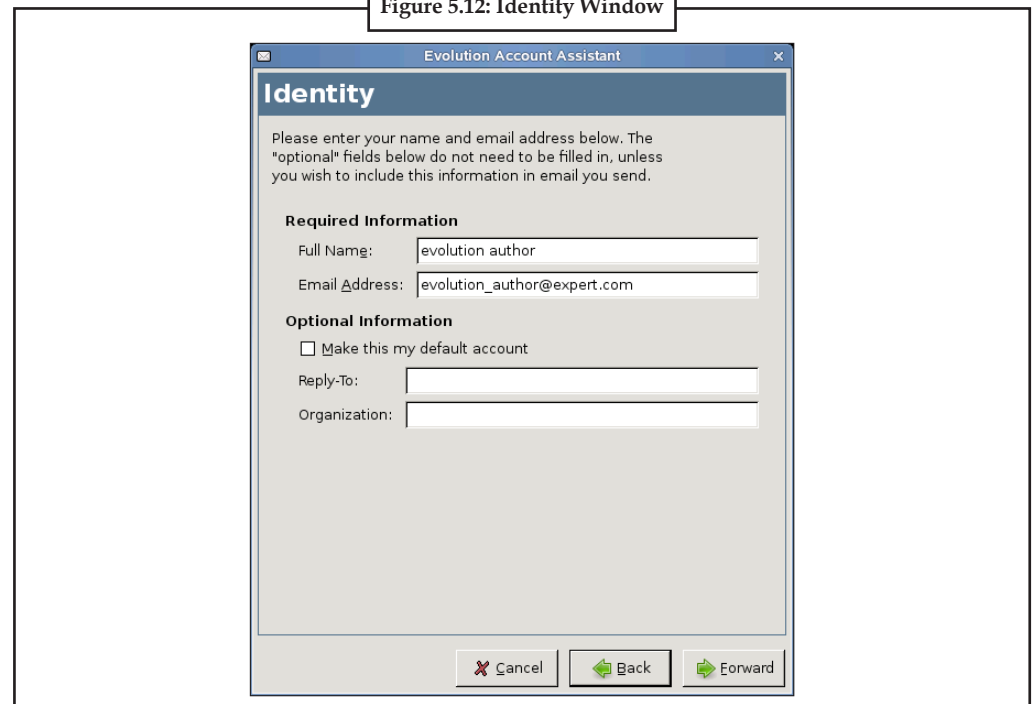 Figure 5.12: Identity Window
Evolution Account Assistant
Identity
Please enter your name and email address below. The
"optional" fields below do not need to be filled in, unless
you wish to include this information in email you send.
Required Information
Full Name: evolution author
Email Address: evolution_author@expert.com
Optional Information
Make this my default account
Reply-To:
Organization:
Cancel Back Forward